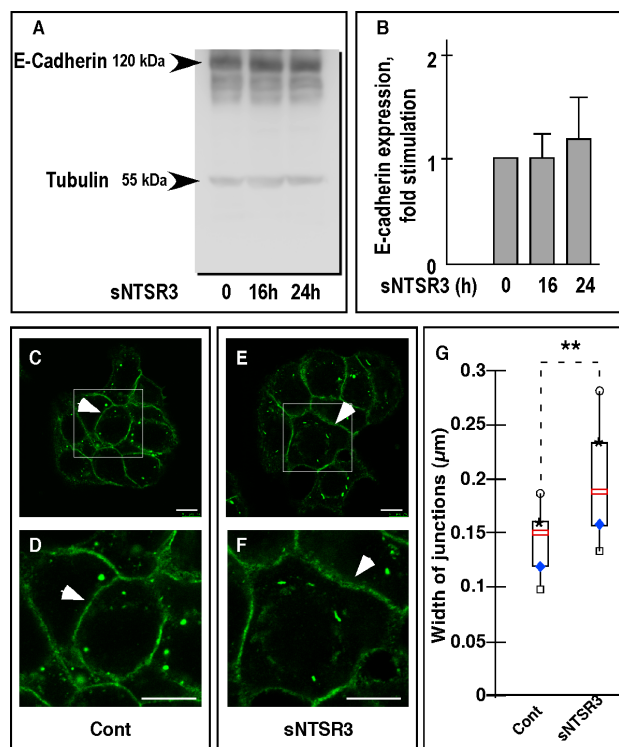 A
E-Cadherin 120 kDa
Tubulin 55 kDa
sNTSR3 0 16h 24h
B
E-cadherin expression,
fold stimulation
2
1
0
sNTSR3 (h) 0 16 24
C
D
Cont
E
F
sNTSR3
G
**
Width of junctions (µm)
0.3
0.25
0.2
0.15
0.1
0.05
0
Cont
sNTSR3